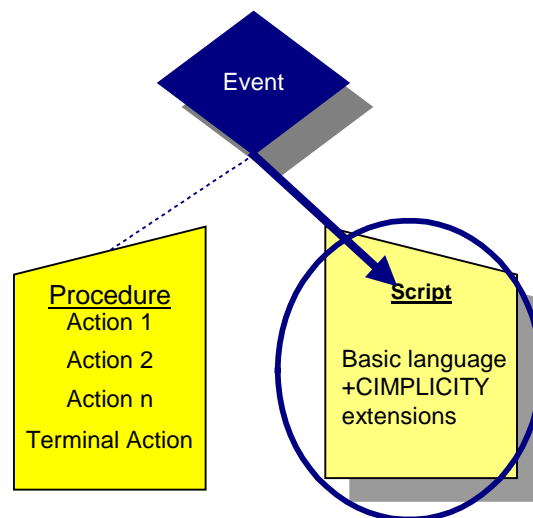 Event
Procedure
Action 1
Action 2
Action n
Terminal Action
Script
Basic language
+CIMPLICITY
extensions